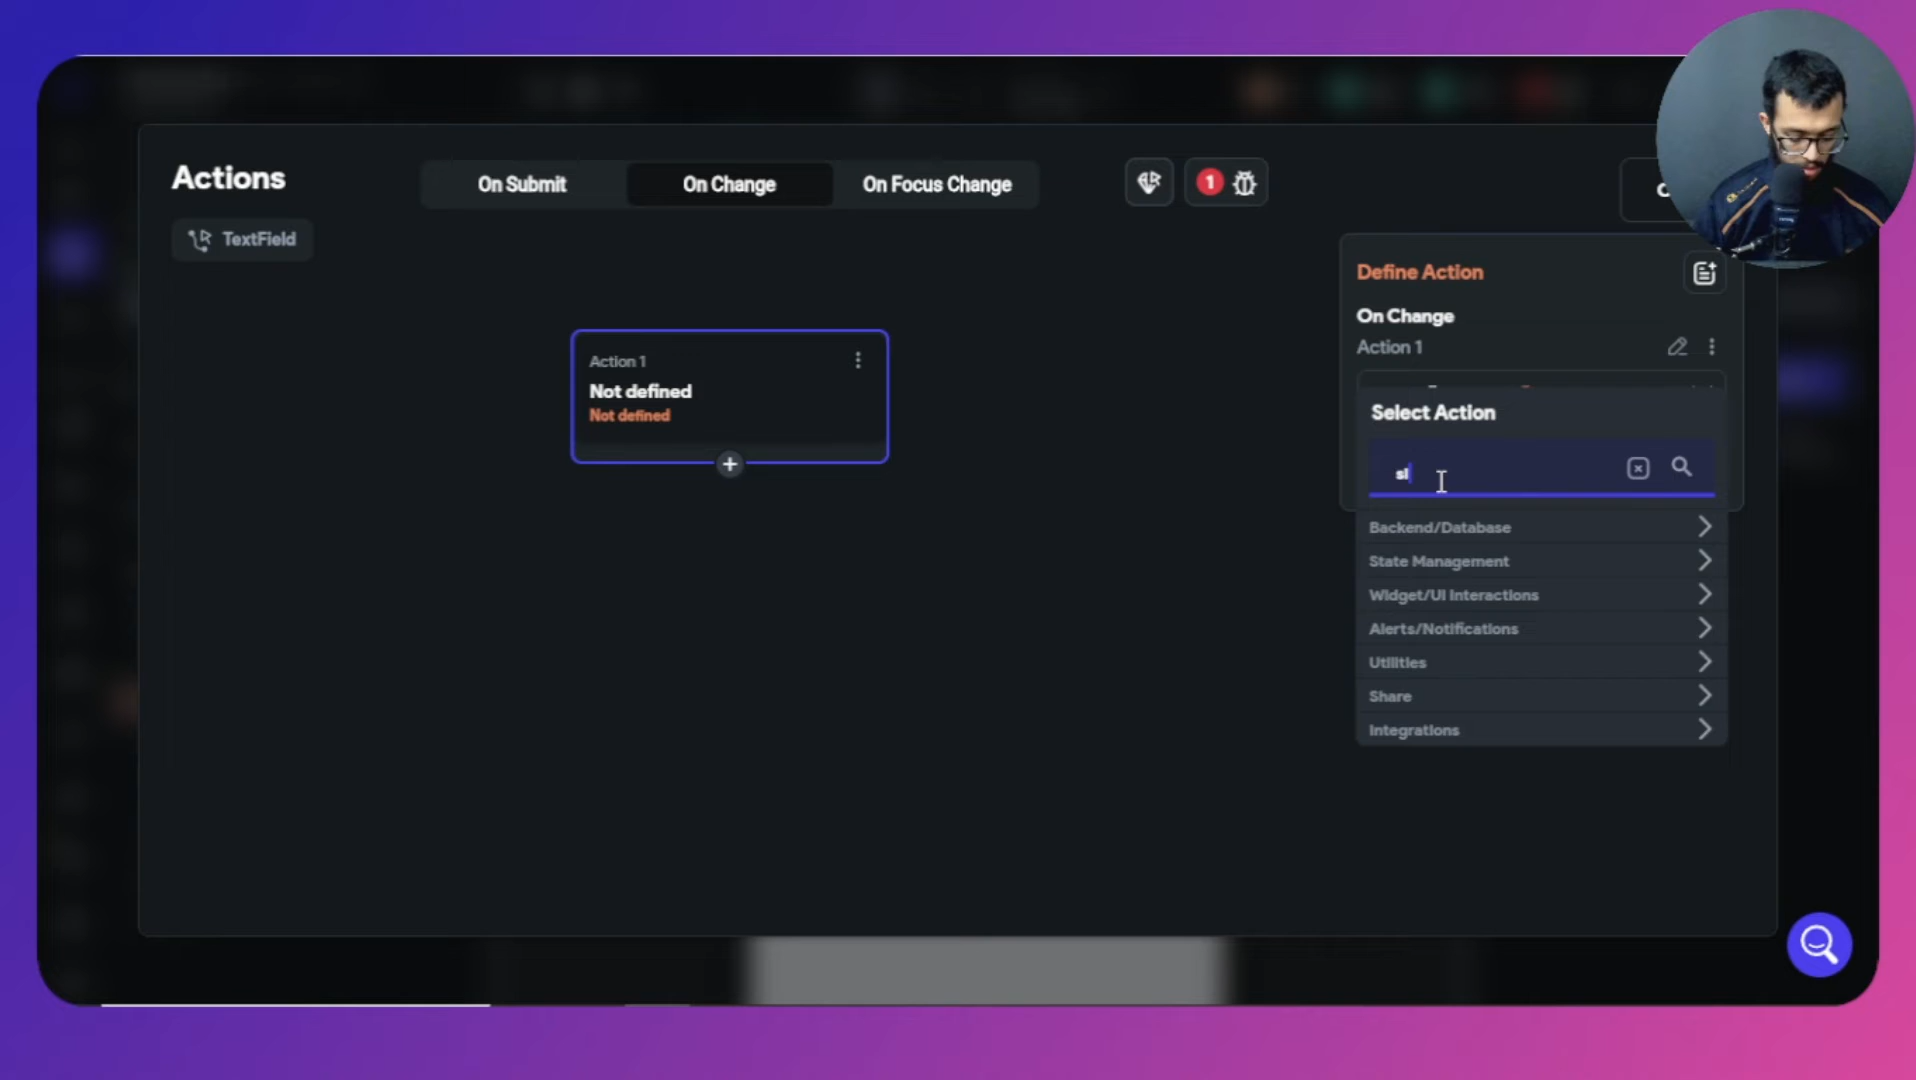 Actions
On Submit
On Change
On Focus Change
1
TextField
Define Action
On Change
Action 1
Action 1
Not defined
Not defined
Select Action
sl
Backend/Database
State Management
Widget/UI Interactions
Alerts/Notifications
Utilities
Share
Integrations